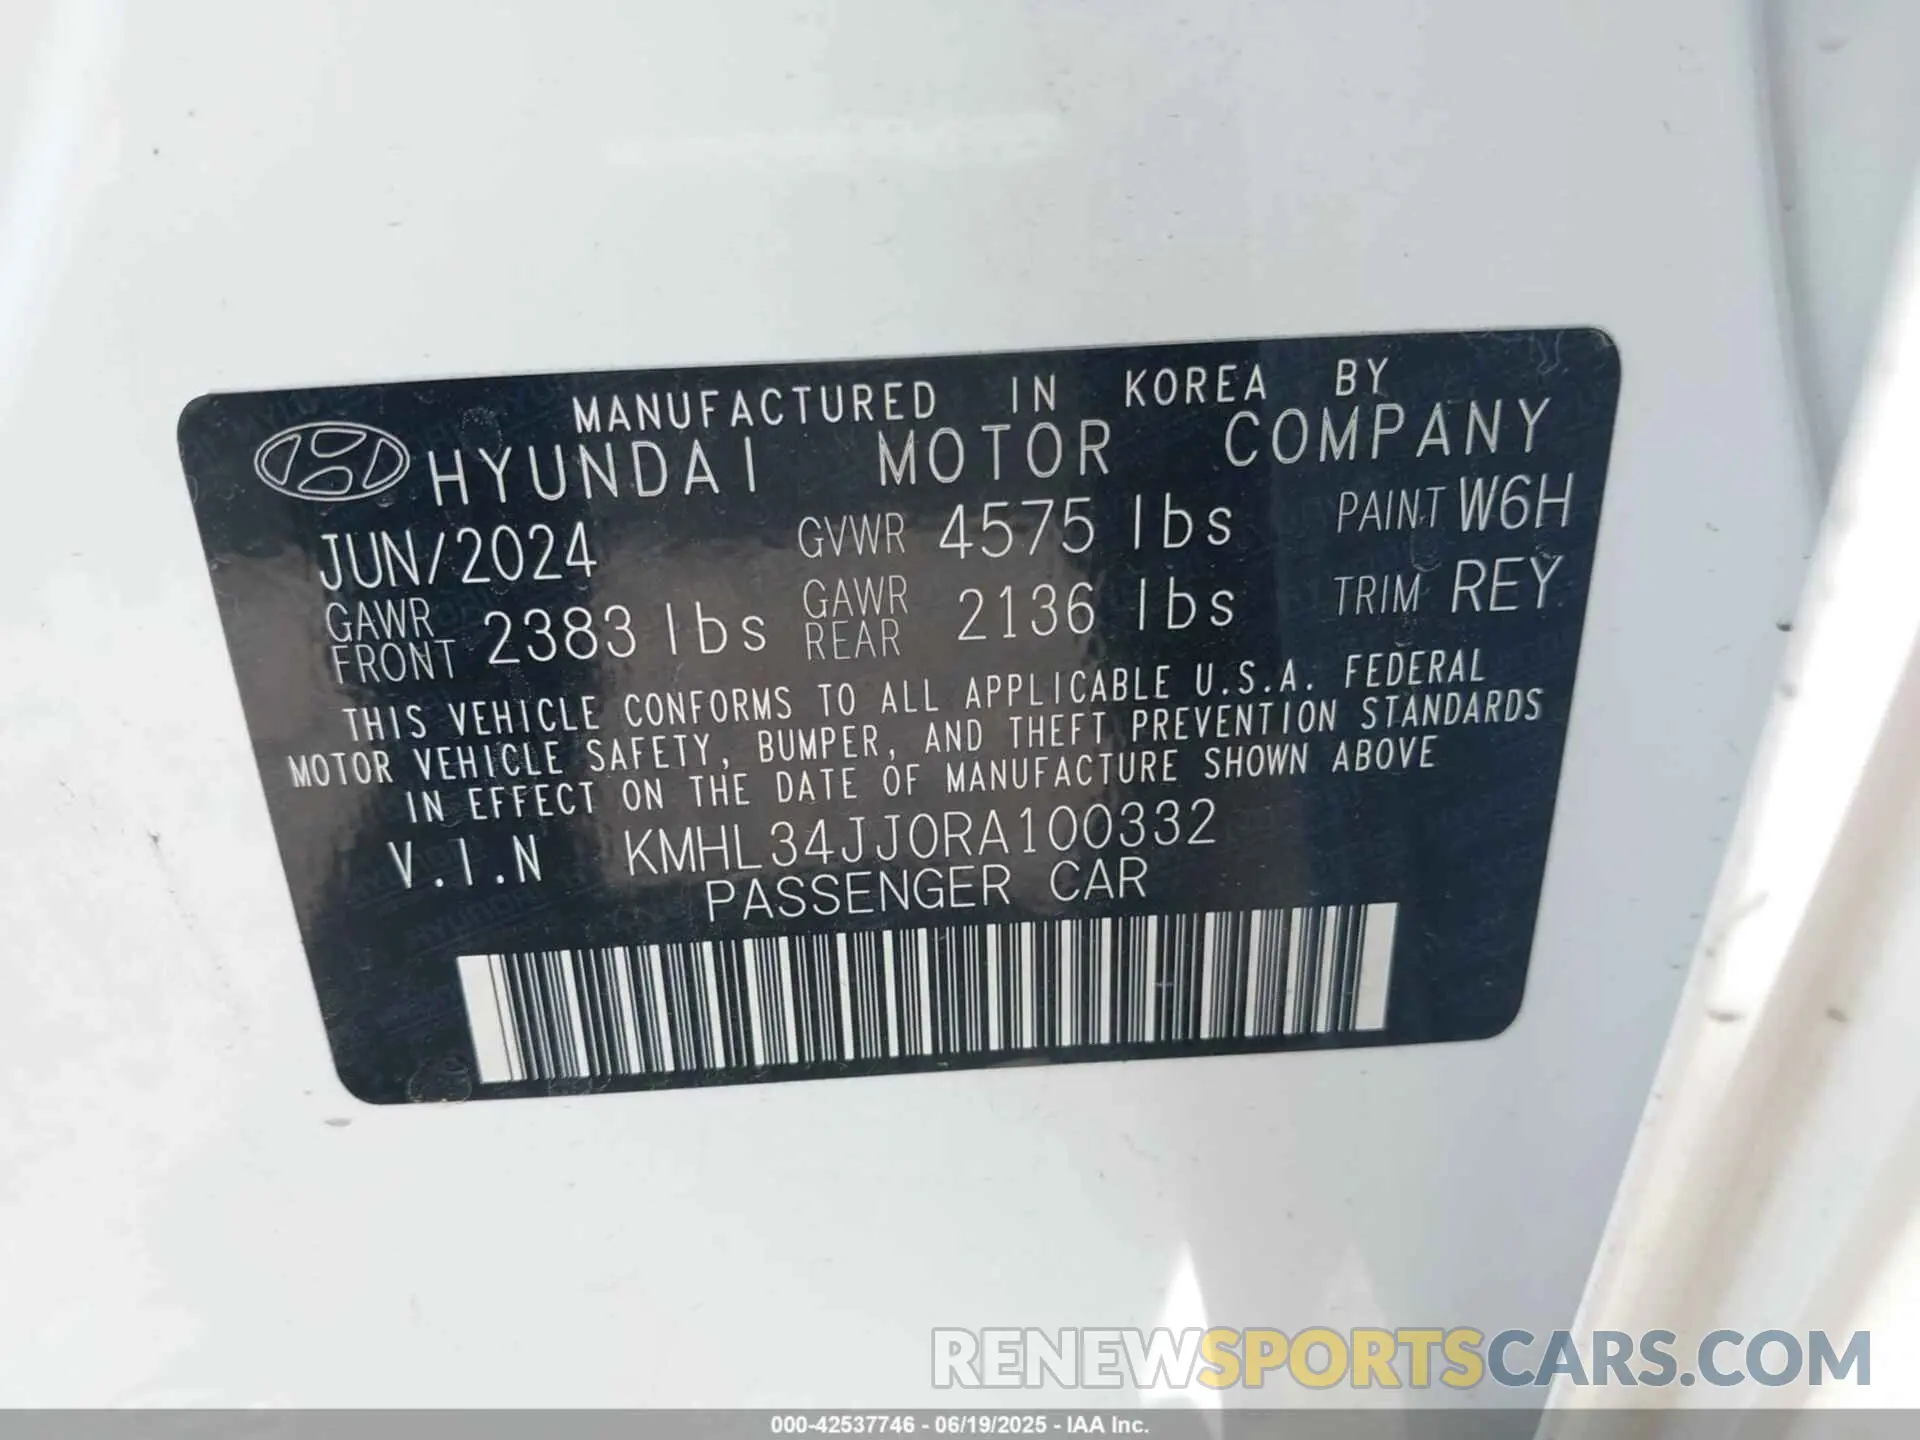 MANUFACTURED IN KOREA BY
HYUNDAI MOTOR COMPANY
JUN/2024 GVWR 4575 lbs PAINT W6H
GAWR FRONT 2383 lbs GAWR REAR 2136 lbs TRIM REY
THIS VEHICLE CONFORMS TO ALL APPLICABLE U.S.A. FEDERAL
MOTOR VEHICLE SAFETY, BUMPER, AND THEFT PREVENTION STANDARDS
IN EFFECT ON THE DATE OF MANUFACTURE SHOWN ABOVE
V.I.N KMHL34JJ0RA100332
PASSENGER CAR
RENEWSPORTSCARS.COM
000-42537746 - 06/19/2025 - IAA Inc.